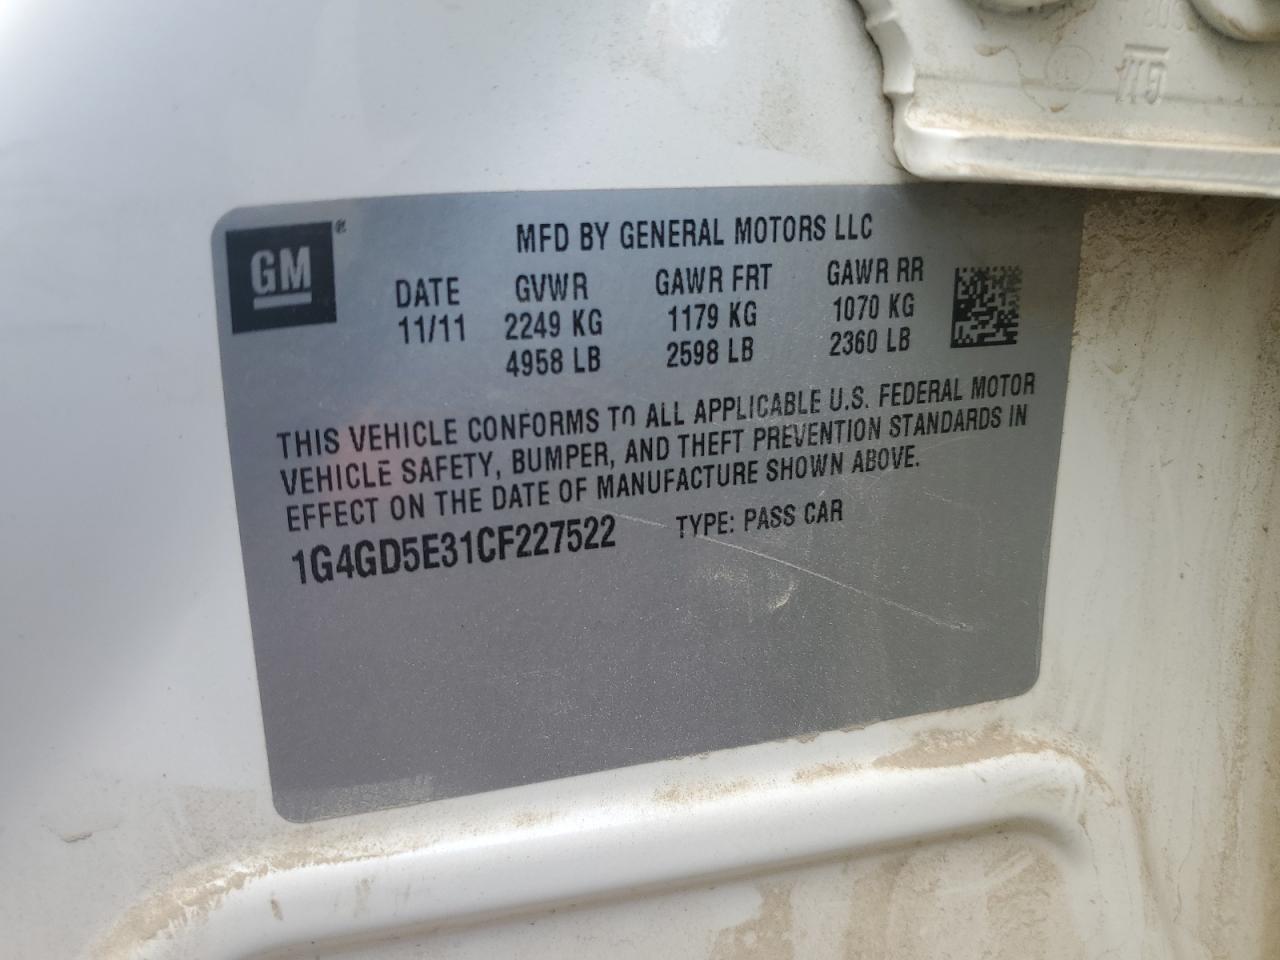 GM®
MFD BY GENERAL MOTORS LLC
DATE GVWR GAWR FRT GAWR RR
11/11 2249 KG 1179 KG 1070 KG
4958 LB 2598 LB 2360 LB
THIS VEHICLE CONFORMS TO ALL APPLICABLE U.S. FEDERAL MOTOR
VEHICLE SAFETY, BUMPER, AND THEFT PREVENTION STANDARDS IN
EFFECT ON THE DATE OF MANUFACTURE SHOWN ABOVE.
1G4GD5E31CF227522 TYPE: PASS CAR